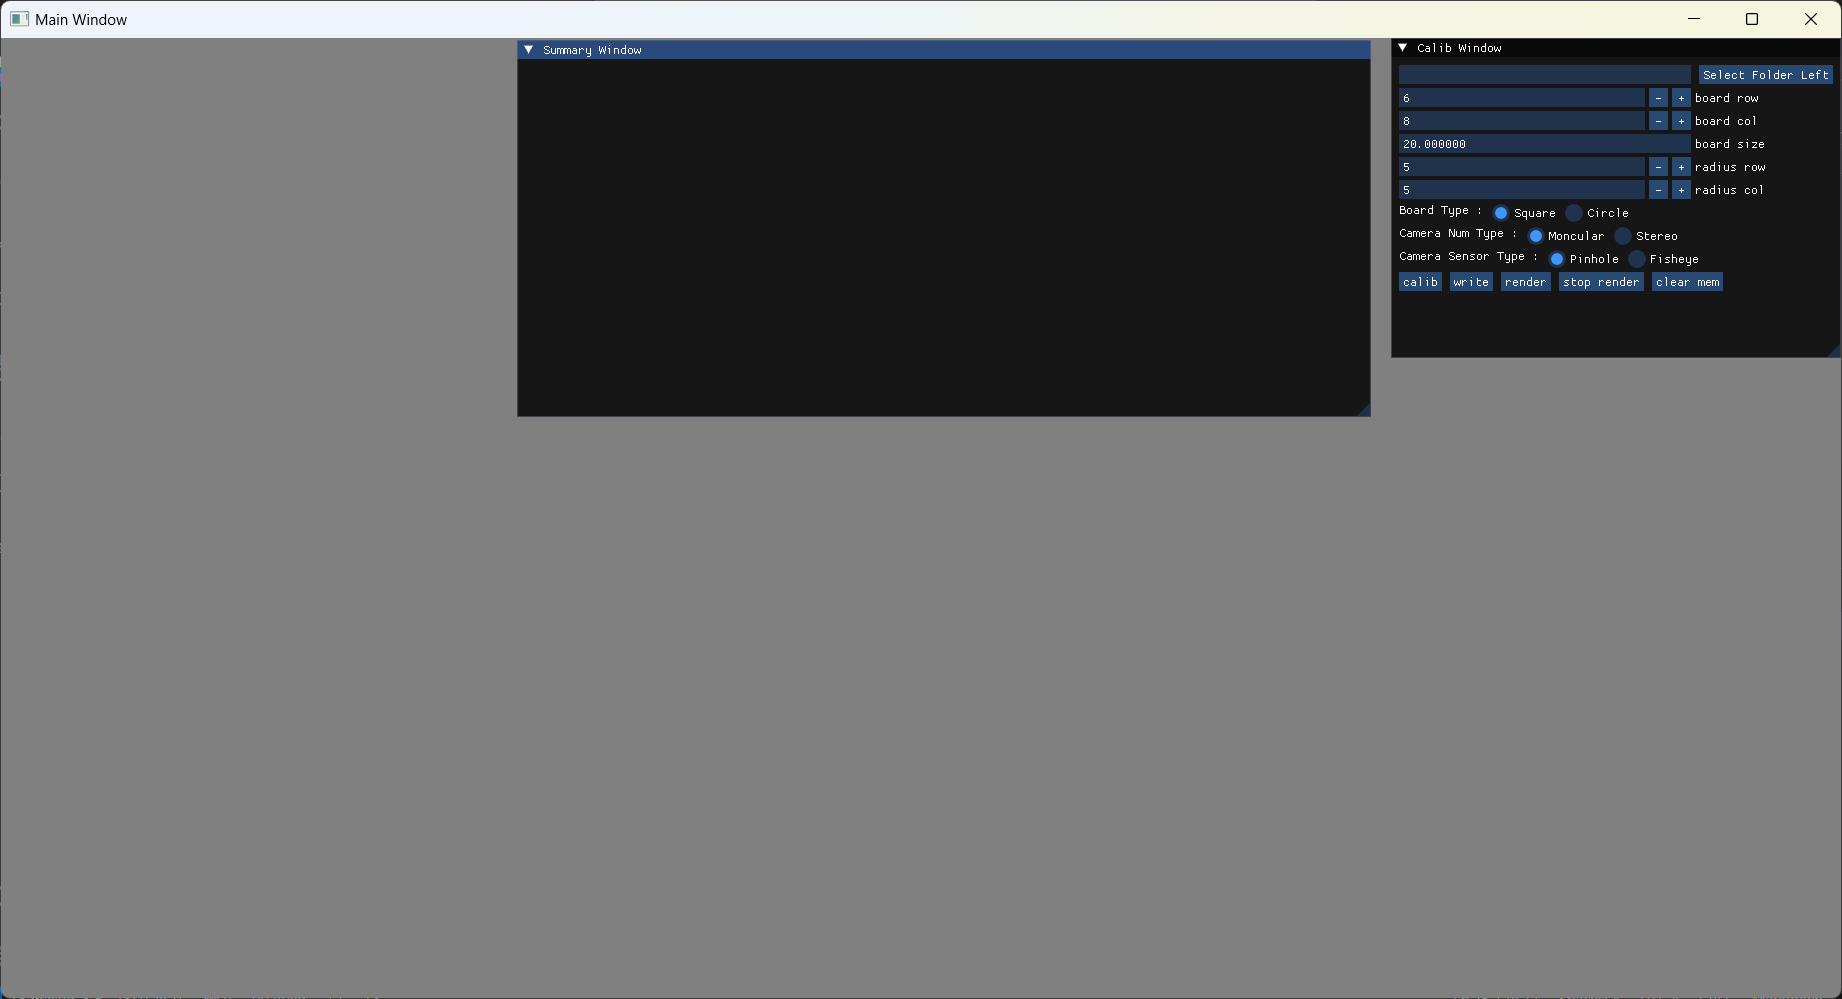 Main Window
Summary Window
Calib Window
Select Folder Left
6 - + board row
8 - + board col
20.000000 board size
5 - + radius row
5 - + radius col
Board Type : Square Circle
Camera Num Type : Moncular Stereo
Camera Sensor Type : Pinhole Fisheye
calib write render stop render clear mem